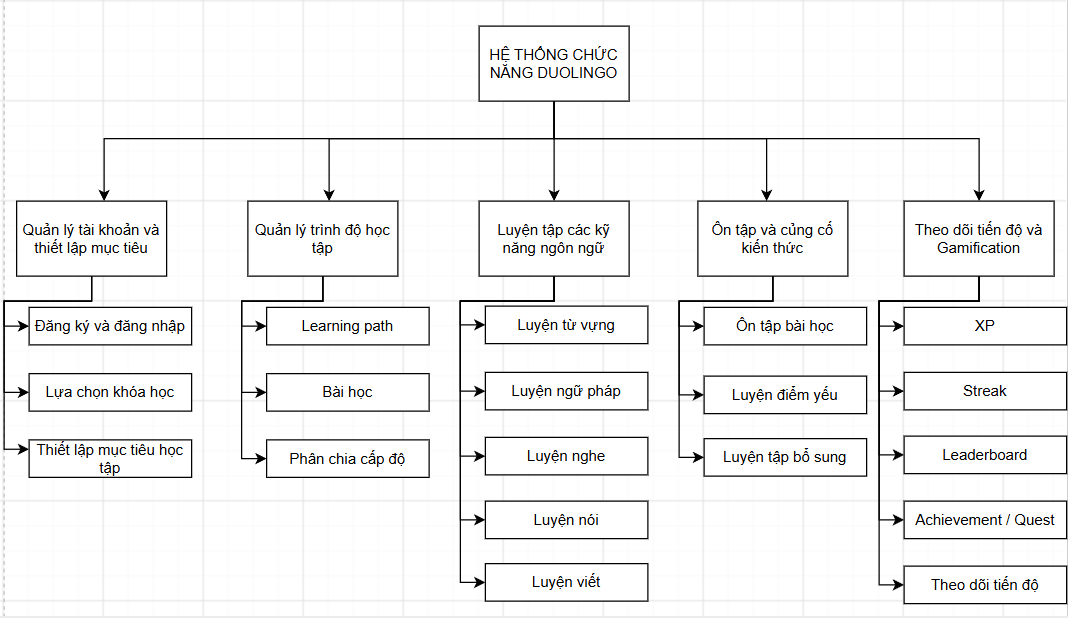 HỆ THỐNG CHỨC
NĂNG DUOLINGO
Quản lý tài khoản và
thiết lập mục tiêu
Quản lý trình độ học
tập
Luyện tập các kỹ
năng ngôn ngữ
Ôn tập và củng cố
kiến thức
Theo dõi tiến độ và
Gamification
Đăng ký và đăng nhập
Lựa chọn khóa học
Thiết lập mục tiêu học
tập
Learning path
Bài học
Phân chia cấp độ
Luyện từ vựng
Luyện ngữ pháp
Luyện nghe
Luyện nói
Luyện viết
Ôn tập bài học
Luyện điểm yếu
Luyện tập bổ sung
XP
Streak
Leaderboard
Achievement / Quest
Theo dõi tiến độ